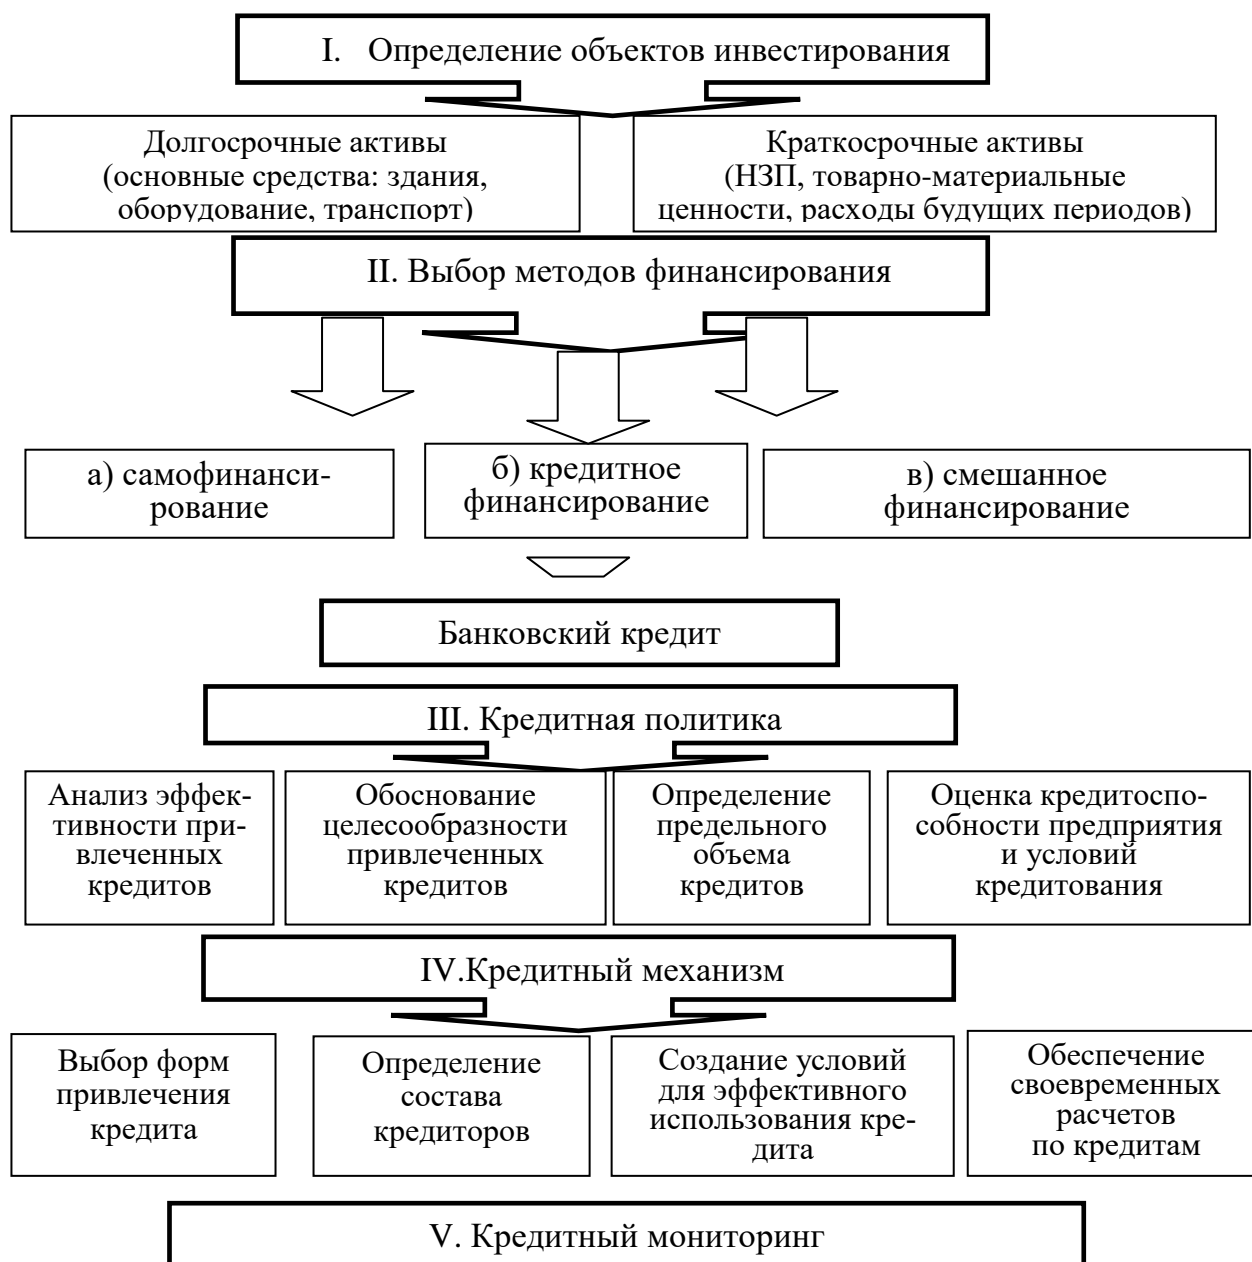 I. Определение объектов инвестирования
Долгосрочные активы
(основные средства: здания,
оборудование, транспорт)
Краткосрочные активы
(НЗП, товарно-материальные
ценности, расходы будущих периодов)
II. Выбор методов финансирования
а) самофинанси-
рование
б) кредитное
финансирование
в) смешанное
финансирование
Банковский кредит
III. Кредитная политика
Анализ эффек-
тивности при-
влеченных
кредитов
Обоснование
целесообразности
привлеченных
кредитов
Определение
предельного
объема
кредитов
Оценка кредитоспо-
собности предприятия
и условий
кредитования
IV.Кредитный механизм
Выбор форм
привлечения
кредита
Определение
состава
кредиторов
Создание условий
для эффективного
использования кре-
дита
Обеспечение
своевременных
расчетов
по кредитам
V. Кредитный мониторинг